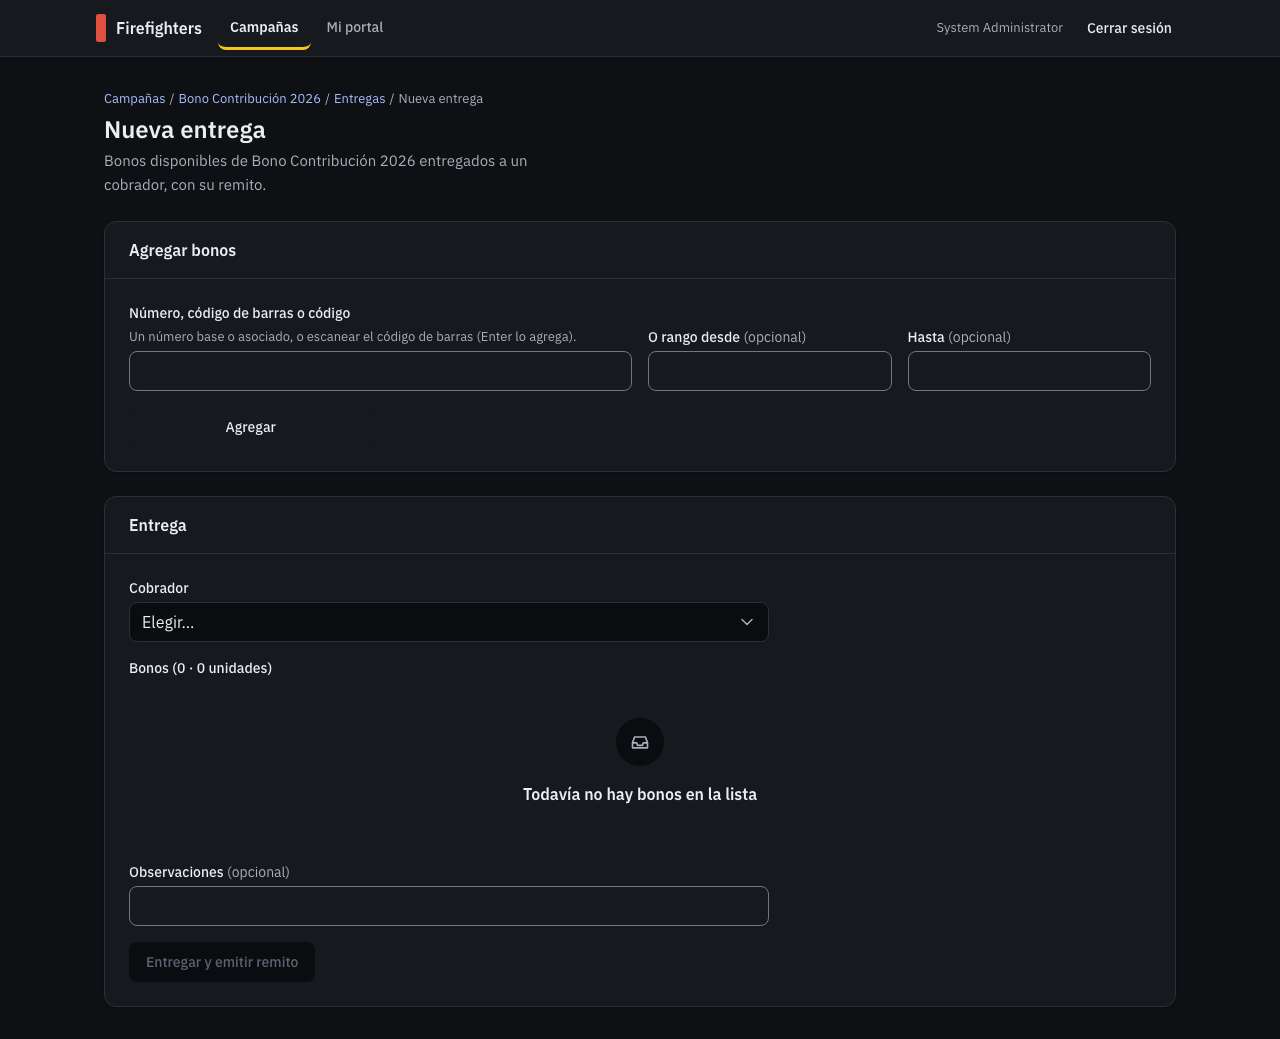 Firefighters
Campañas
Mi portal
System Administrator
Cerrar sesión
Campañas / Bono Contribución 2026 / Entregas / Nueva entrega
Nueva entrega
Bonos disponibles de Bono Contribución 2026 entregados a un
cobrador, con su remito.
Agregar bonos
Número, código de barras o código
Un número base o asociado, o escanear el código de barras (Enter lo agrega).
O rango desde (opcional)
Hasta (opcional)
Agregar
Entrega
Cobrador
Elegir...
Bonos (0 · 0 unidades)
Todavía no hay bonos en la lista
Observaciones (opcional)
Entregar y emitir remito